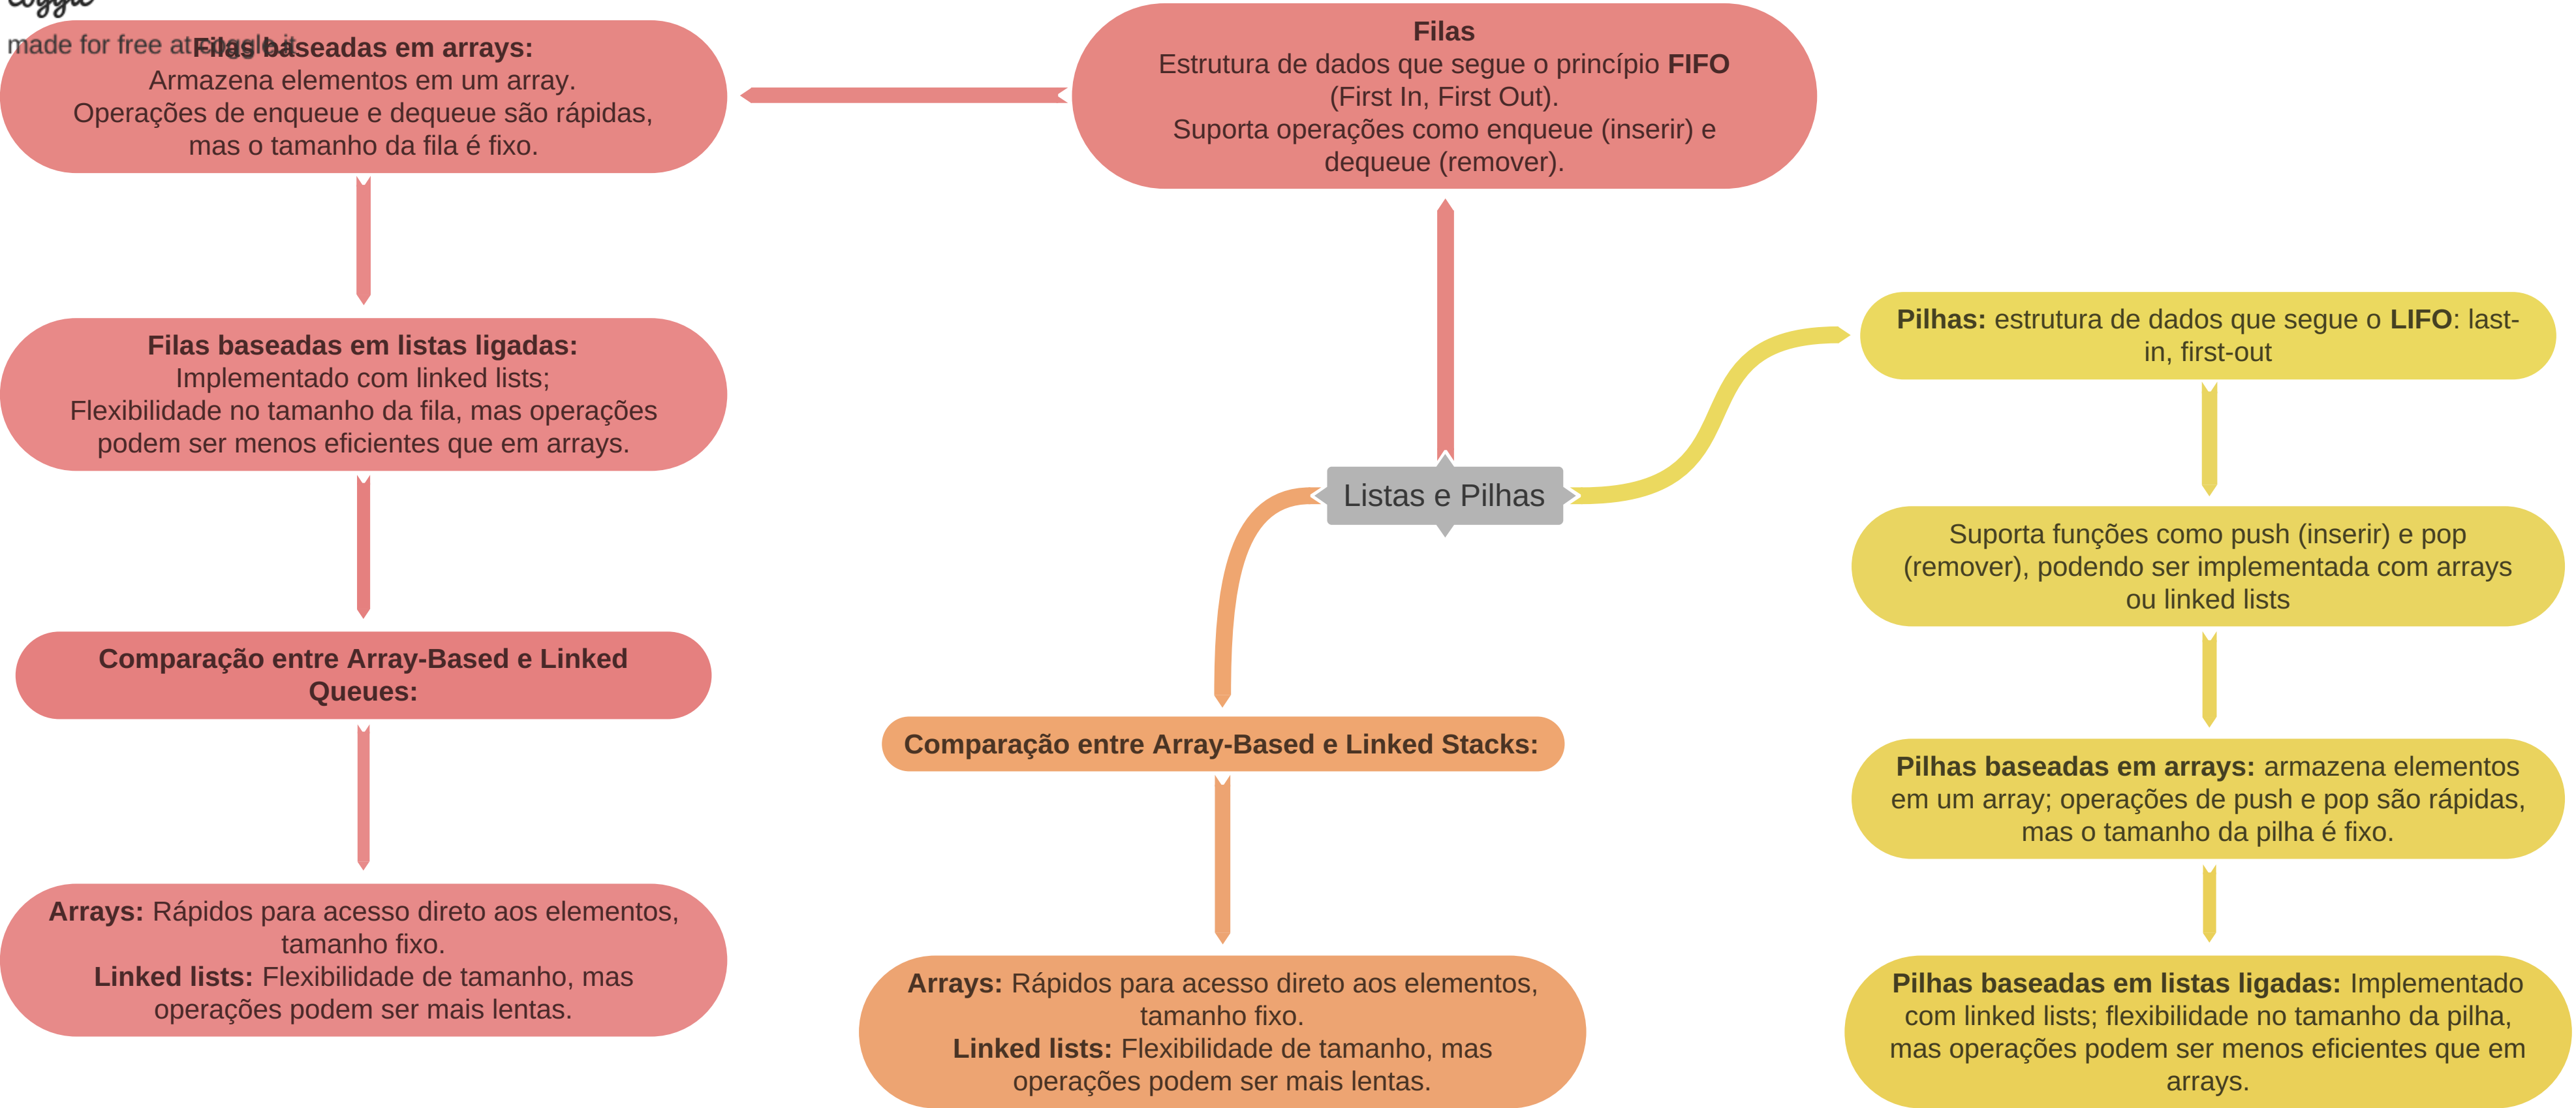 coggle
made for free at coggle.it
Filas baseadas em arrays:
Armazena elementos em um array.
Operações de enqueue e dequeue são rápidas,
mas o tamanho da fila é fixo.
Filas
Estrutura de dados que segue o princípio FIFO
(First In, First Out).
Suporta operações como enqueue (inserir) e
dequeue (remover).
Filas baseadas em listas ligadas:
Implementado com linked lists;
Flexibilidade no tamanho da fila, mas operações
podem ser menos eficientes que em arrays.
Comparação entre Array-Based e Linked
Queues:
Arrays: Rápidos para acesso direto aos elementos,
tamanho fixo.
Linked lists: Flexibilidade de tamanho, mas
operações podem ser mais lentas.
Listas e Pilhas
Comparação entre Array-Based e Linked Stacks:
Arrays: Rápidos para acesso direto aos elementos,
tamanho fixo.
Linked lists: Flexibilidade de tamanho, mas
operações podem ser mais lentas.
Pilhas: estrutura de dados que segue o LIFO: last-
in, first-out
Suporta funções como push (inserir) e pop
(remover), podendo ser implementada com arrays
ou linked lists
Pilhas baseadas em arrays: armazena elementos
em um array; operações de push e pop são rápidas,
mas o tamanho da pilha é fixo.
Pilhas baseadas em listas ligadas: Implementado
com linked lists; flexibilidade no tamanho da pilha,
mas operações podem ser menos eficientes que em
arrays.